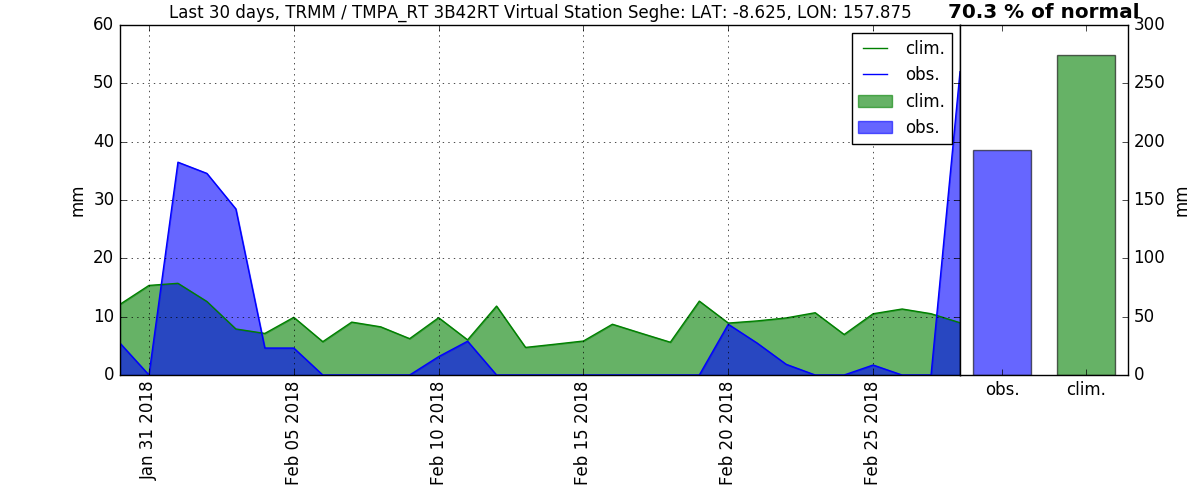 Last 30 days, TRMM / TMPA_RT 3B42RT Virtual Station Seghe: LAT: -8.625, LON: 157.875
70.3 % of normal
60
50
40
30
20
10
0
mm
clim.
obs.
clim.
obs.
300
250
200
150
100
50
0
mm
Jan 31 2018
Feb 05 2018
Feb 10 2018
Feb 15 2018
Feb 20 2018
Feb 25 2018
obs.
clim.